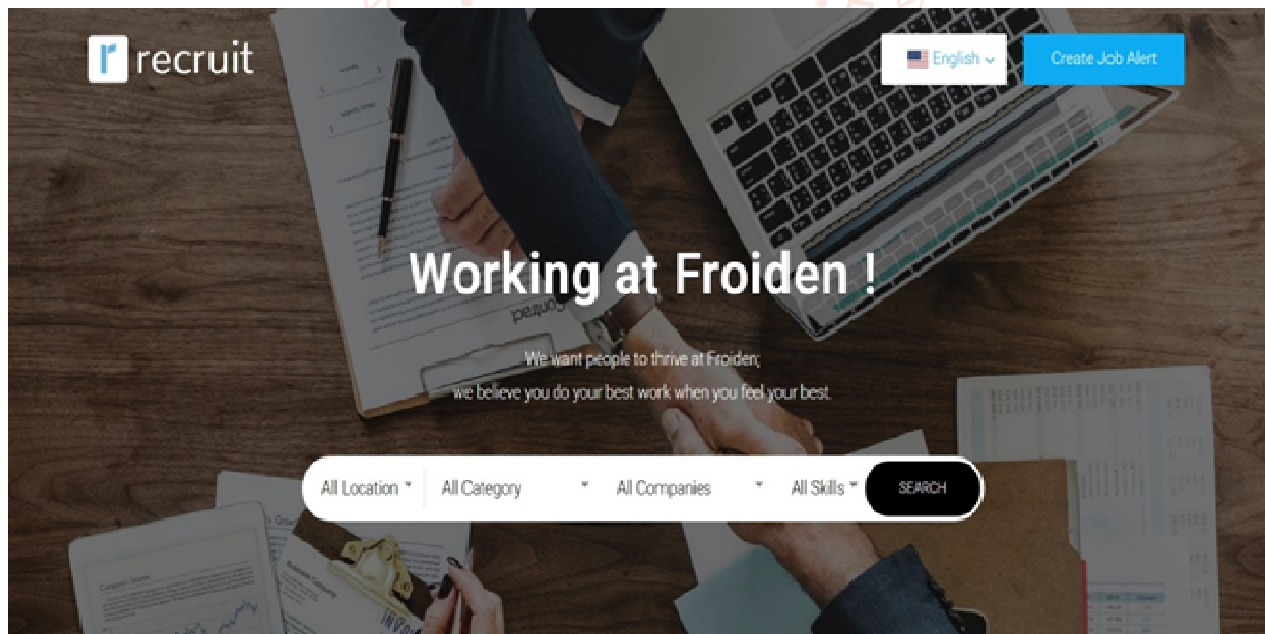 recruit
English
Create Job Alert
Working at Froiden !
Contract
We want people to thrive at Froiden;
we believe you do your best work when you feel your best.
All Location
All Category
All Companies
All Skills
SEARCH